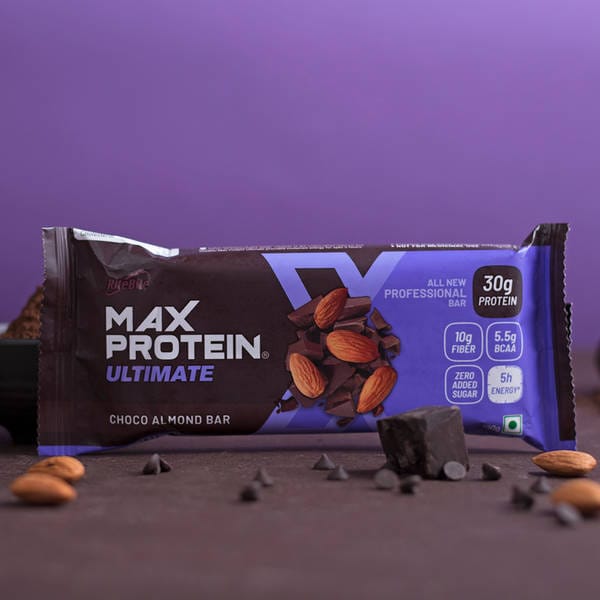 RiteBite
MAX
PROTEIN®
ULTIMATE
CHOCO ALMOND BAR
ALL NEW
PROFESSIONAL
BAR
30g
PROTEIN
10g
FIBER
5.5g
BCAA
ZERO
ADDED
SUGAR
5h
ENERGY*